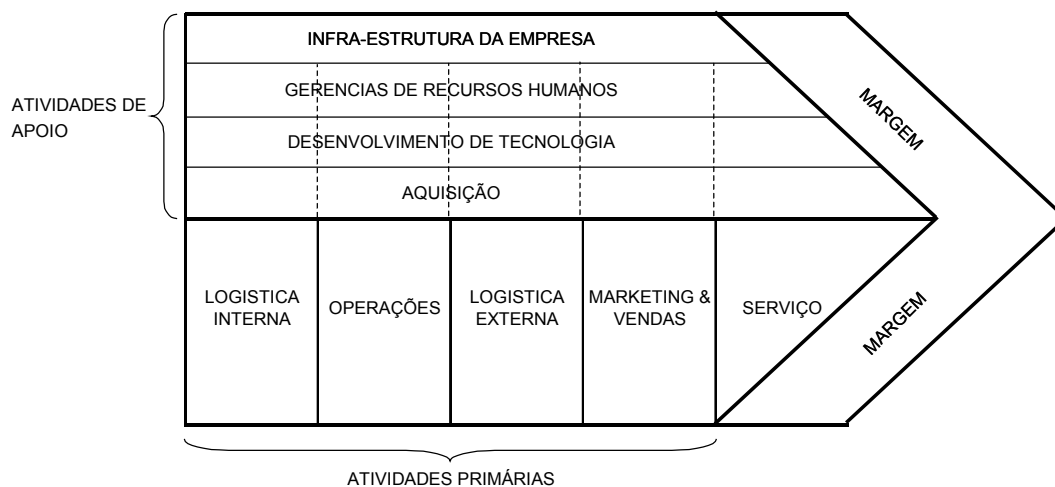 INFRA-ESTRUTURA DA EMPRESA
GERENCIAS DE RECURSOS HUMANOS
ATIVIDADES DE
APOIO
DESENVOLVIMENTO DE TECNOLOGIA
AQUISIÇÃO
MARGEM
LOGISTICA
INTERNA
OPERAÇÕES
LOGISTICA
EXTERNA
MARKETING &
VENDAS
SERVIÇO
MARGEM
ATIVIDADES PRIMÁRIAS